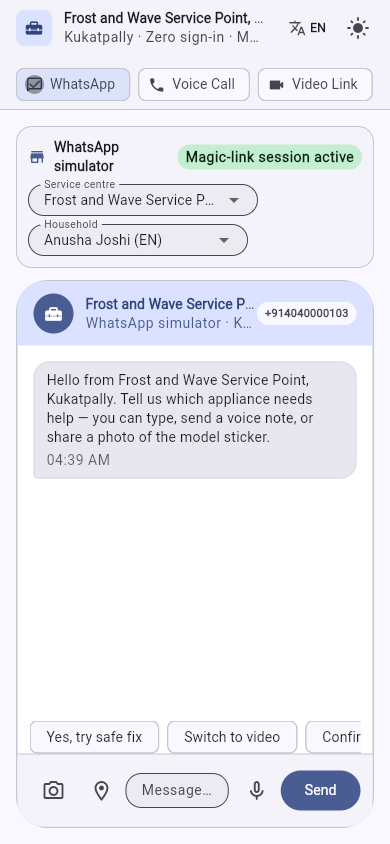 Frost and Wave Service Point, ...
Kukatpally · Zero sign-in · M...
EN
WhatsApp
Voice Call
Video Link
WhatsApp
simulator
Magic-link session active
Service centre
Frost and Wave Service P...
Household
Anusha Joshi (EN)
Frost and Wave Service P...
WhatsApp simulator · K...
+914040000103
Hello from Frost and Wave Service Point,
Kukatpally. Tell us which appliance needs
help — you can type, send a voice note, or
share a photo of the model sticker.
04:39 AM
Yes, try safe fix
Switch to video
Confir
Message...
Send